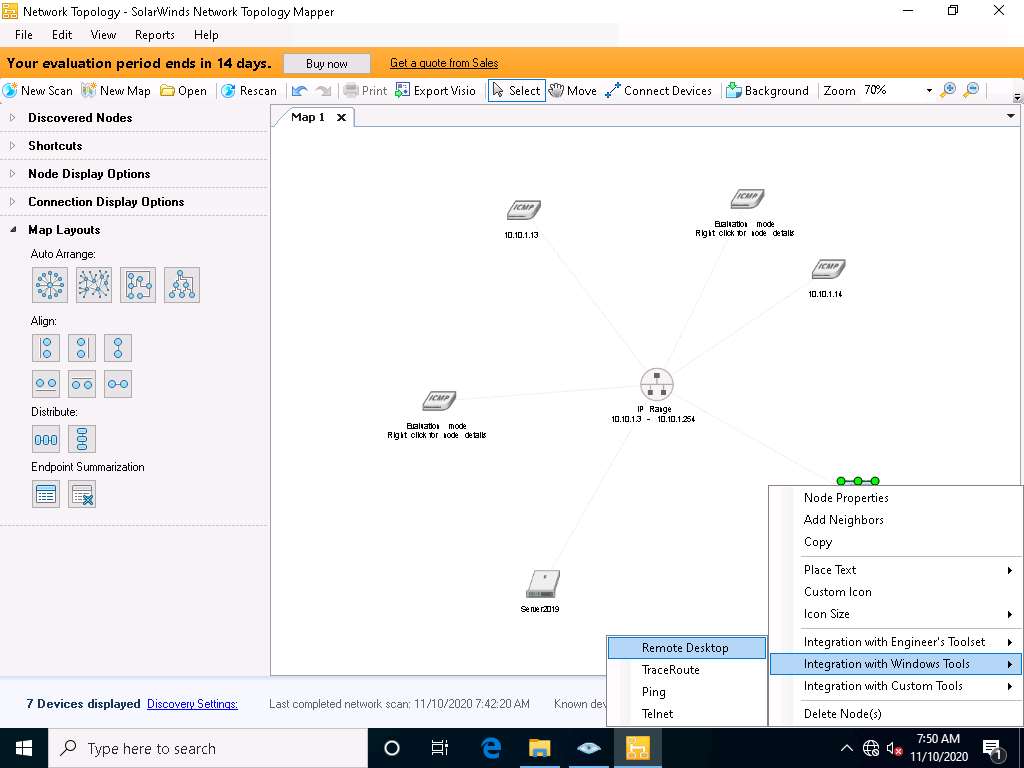 Network Topology - SolarWinds Network Topology Mapper
File Edit View Reports Help
Your evaluation period ends in 14 days. Buy now Get a quote from Sales
New Scan New Map Open Rescan Print Export Visio Select Move Connect Devices Background Zoom 70%
Discovered Nodes
Shortcuts
Node Display Options
Connection Display Options
Map Layouts
Auto Arrange:
Align:
Distribute:
Endpoint Summarization
Map 1
ICMP
10.10.1.13
ICMP
Evaluation mode
Right click for node details
ICMP
10.10.1.14
ICMP
Evaluation mode
Right click for node details
IP Range
10.10.1.3 - 10.10.1.254
Server2019
Node Properties
Add Neighbors
Copy
Place Text
Custom Icon
Icon Size
Integration with Engineer's Toolset
Integration with Windows Tools
Integration with Custom Tools
Delete Node(s)
Remote Desktop
TraceRoute
Ping
Telnet
7 Devices displayed Discovery Settings: Last completed network scan: 11/10/2020 7:42:20 AM Known dev
Type here to search
7:50 AM
11/10/2020
1